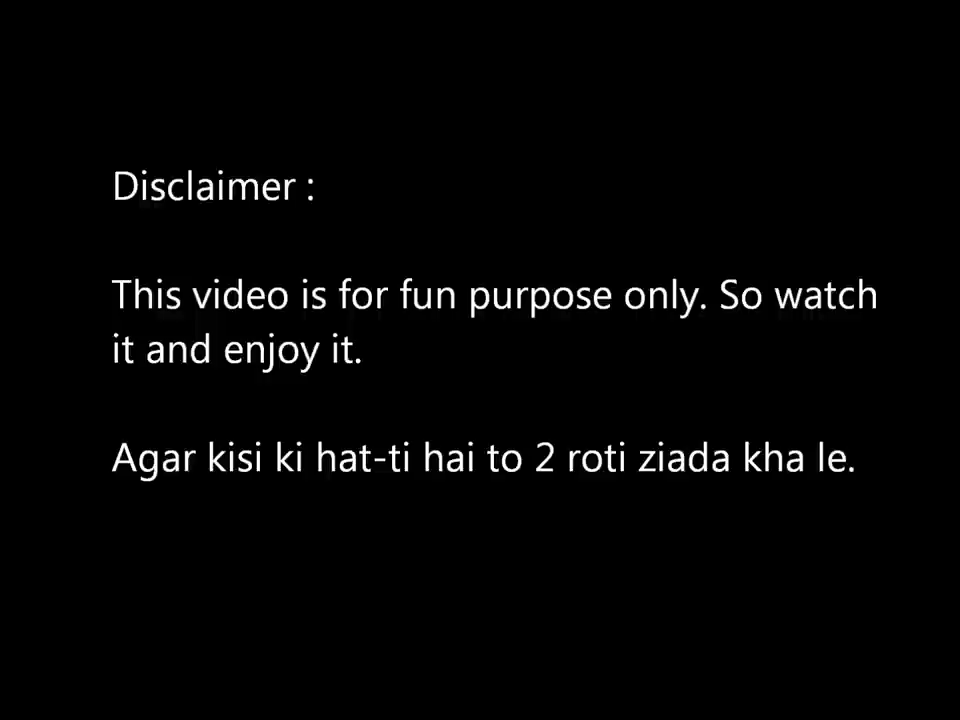 Disclaimer :
This video is for fun purpose only. So watch
it and enjoy it.
Agar kisi ki hat-ti hai to 2 roti ziada kha le.